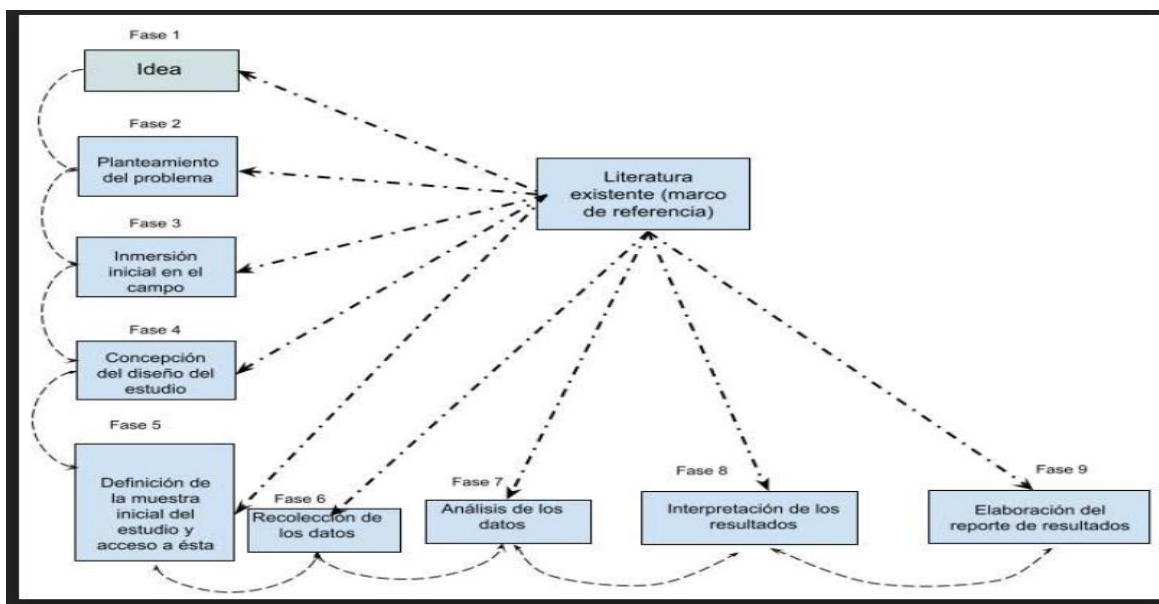 Fase 1
Idea
Fase 2
Planteamiento
del problema
Literatura
existente (marco
de referencia)
Fase 3
Inmersión
inicial en el
campo
Fase 4
Concepción
del diseño del
estudio
Fase 5
Definición de
la muestra
inicial del
estudio y
acceso a ésta
Fase 6
Recolección de
los datos
Fase 7
Análisis de los
datos
Fase 8
Interpretación de los
resultados
Fase 9
Elaboración del
reporte de resultados